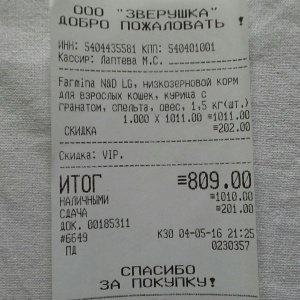 ООО "ЗВЕРУШКА"
ДОБРО ПОЖАЛОВАТЬ !
ИНН: 5404435581 КПП: 540401001
Кассир: Лаптева М.С.
Farmina N&D LG, НИЗКОЗЕРНОВОЙ КОРМ
ДЛЯ ВЗРОСЛЫХ КОШЕК, КУРИЦА С
ГРАНАТОМ, СПЕЛЬТА, ОВЕС, 1,5 КГ(ШТ.)
1.000 X 1011.00 =1011.00
СКИДКА =202.00
Скидка: VIP.
ИТОГ =809.00
НАЛИЧНЫМИ =1010.00
СДАЧА =201.00
ДОК. 00185311
#6649 К30 04-05-16 21:25
ПД 0230357
СПАСИБО
ЗА ПОКУПКУ!